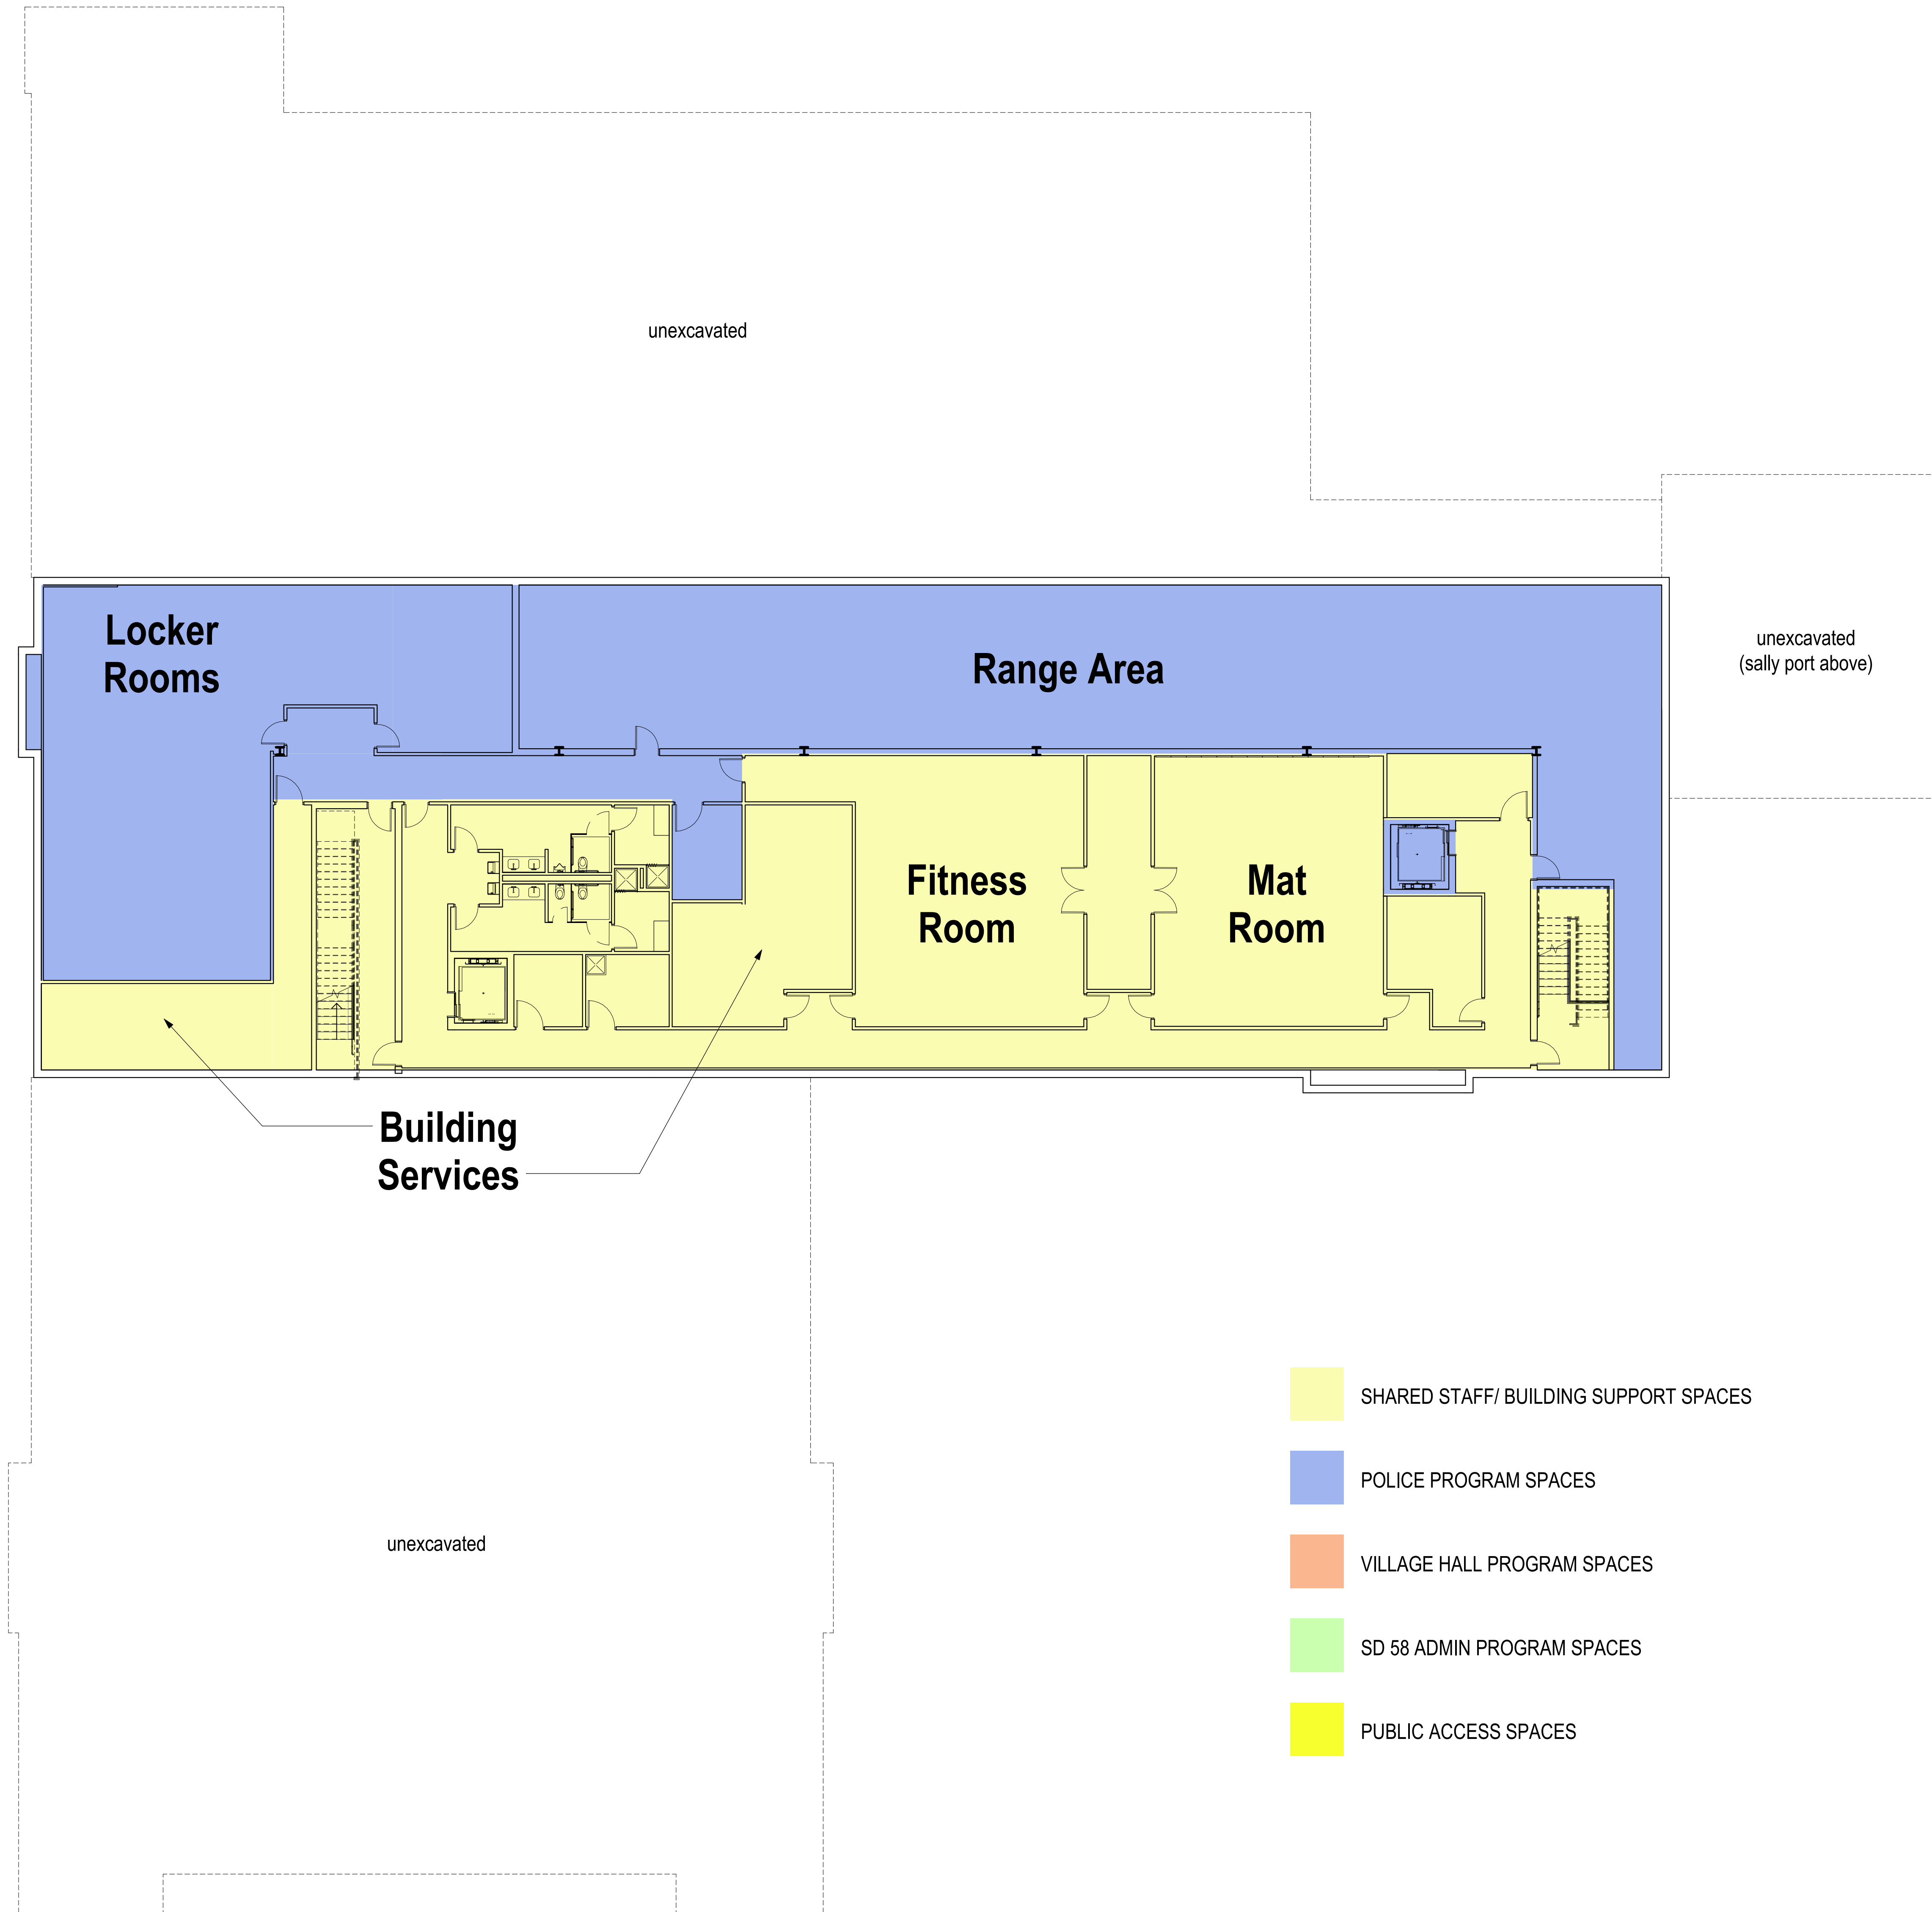 unexcavated
Locker
Rooms
Range Area
unexcavated
(sally port above)
Fitness
Room
Mat
Room
Building
Services
unexcavated
SHARED STAFF/ BUILDING SUPPORT SPACES
POLICE PROGRAM SPACES
VILLAGE HALL PROGRAM SPACES
SD 58 ADMIN PROGRAM SPACES
PUBLIC ACCESS SPACES